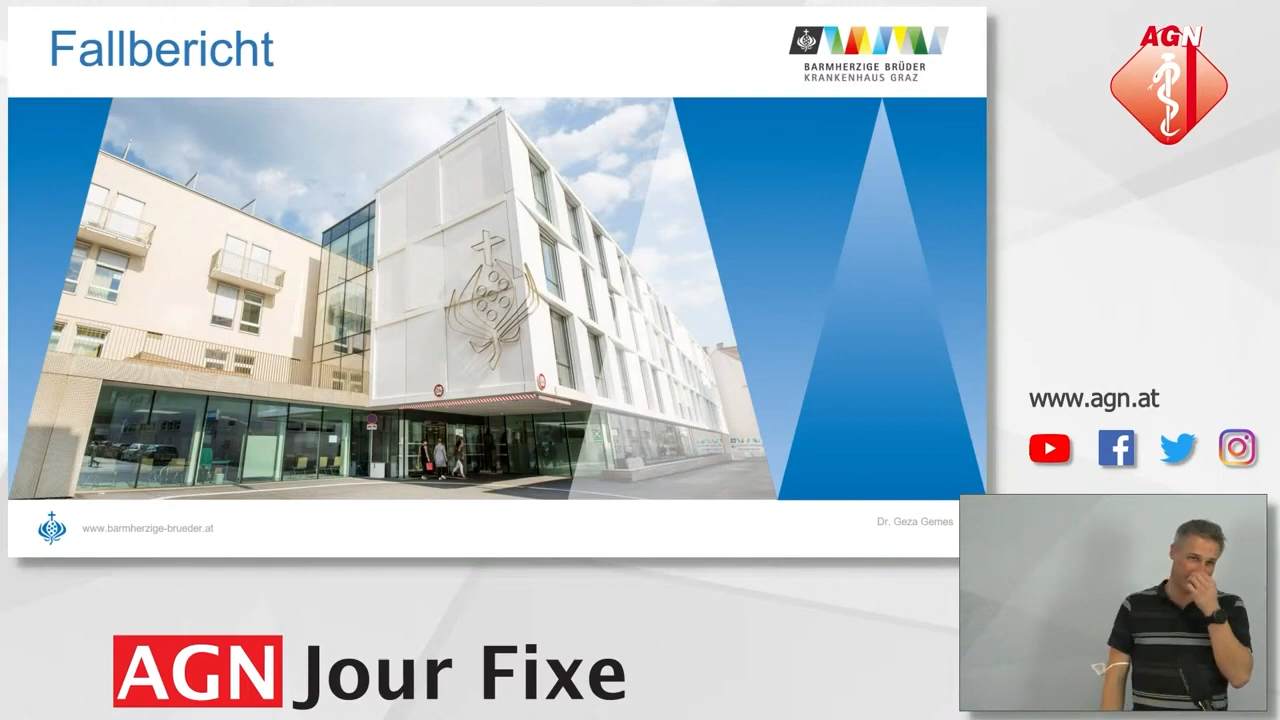 Fallbericht
BARMHERZIGE BRÜDER
KRANKENHAUS GRAZ
AGN
www.agn.at
www.barmherzige-brueder.at
Dr. Geza Gemes
AGN Jour Fixe